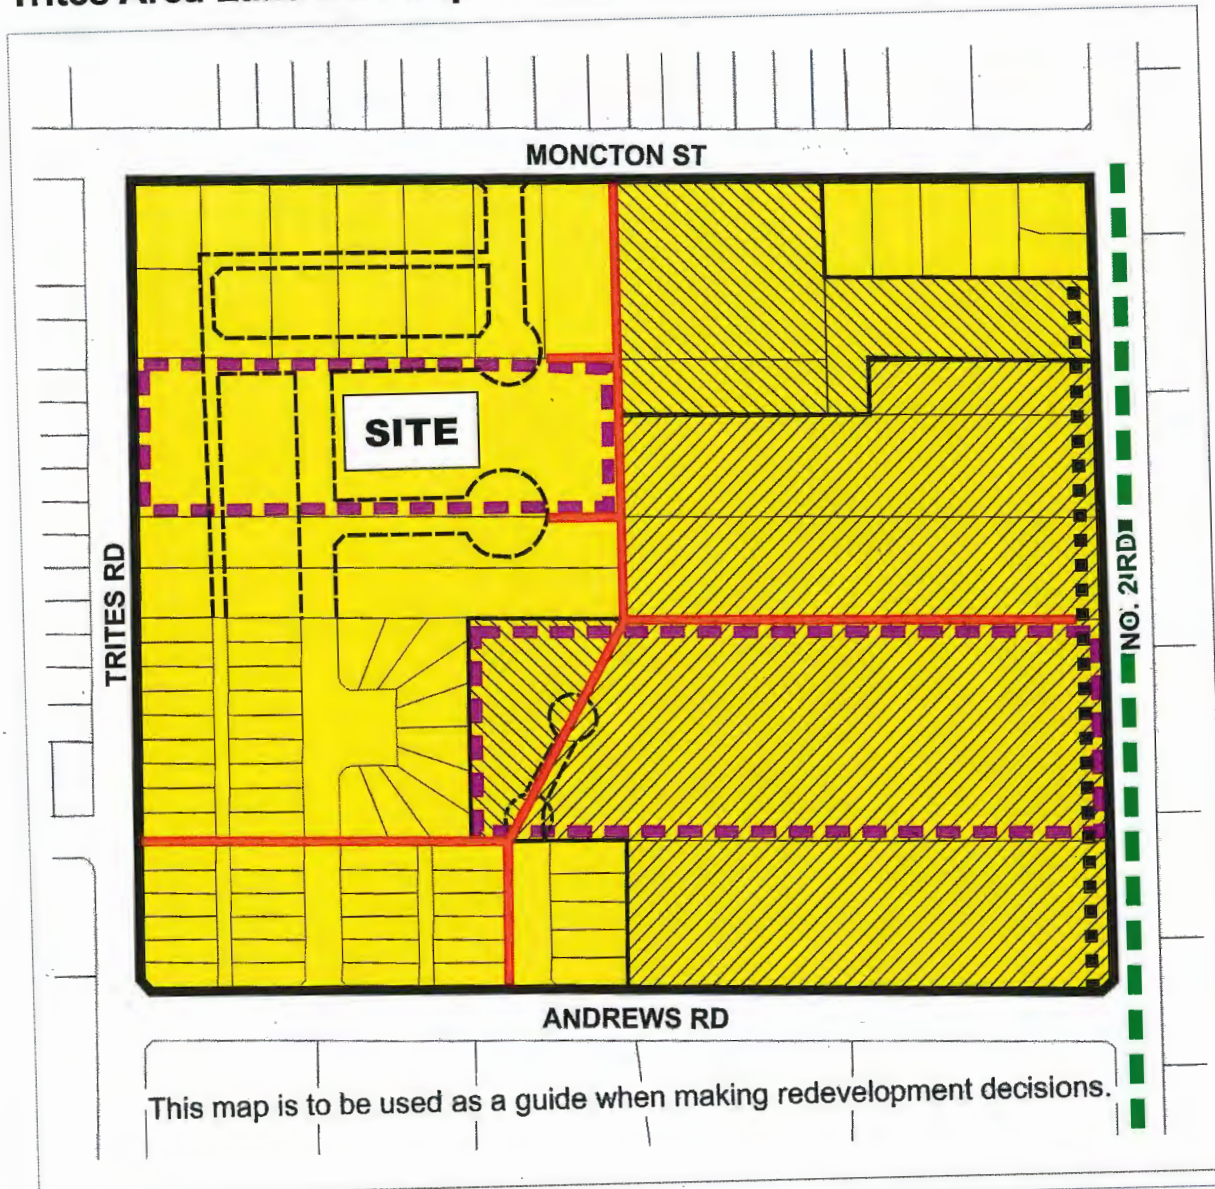 MONCTON ST
SITE
TRITES RD
NO. 2 RD
ANDREWS RD
This map is to be used as a guide when making redevelopment decisions.